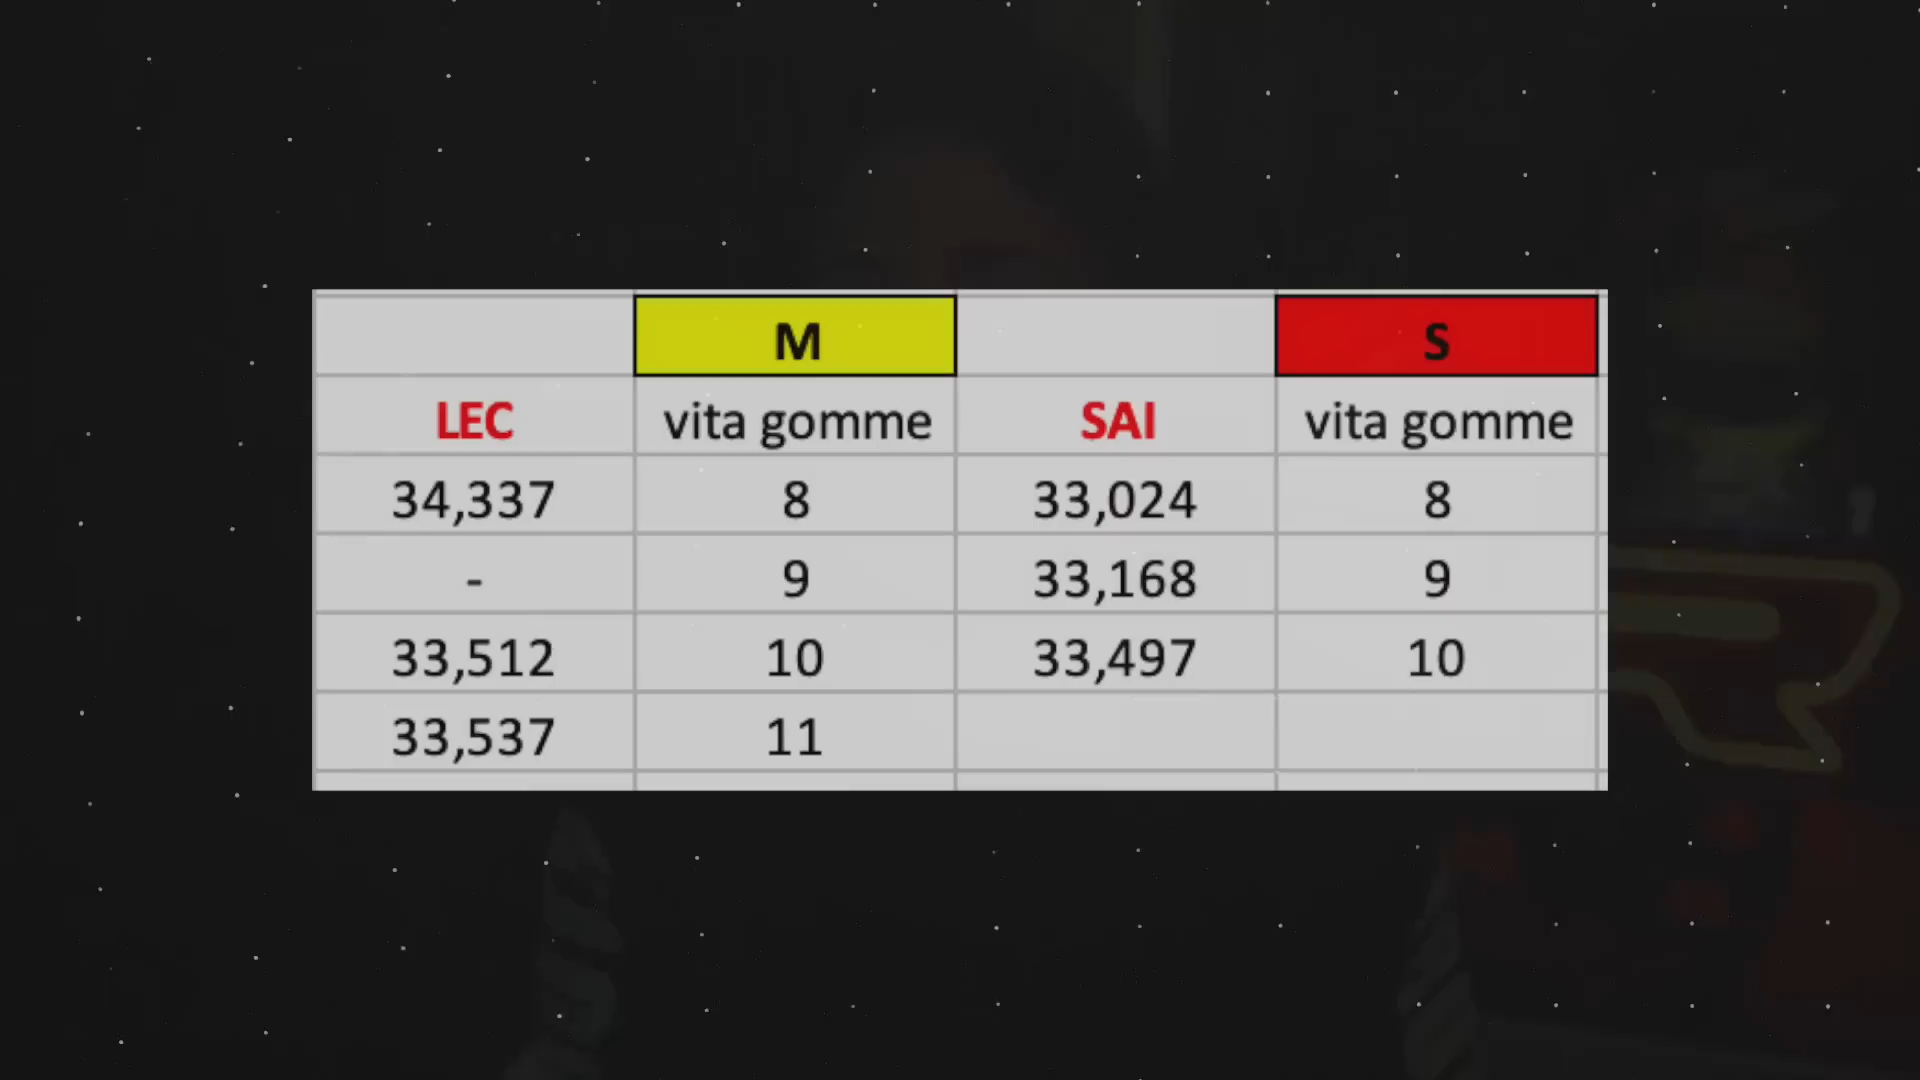 M S
LEC vita gomme SAI vita gomme
34,337 8 33,024 8
- 9 33,168 9
33,512 10 33,497 10
33,537 11